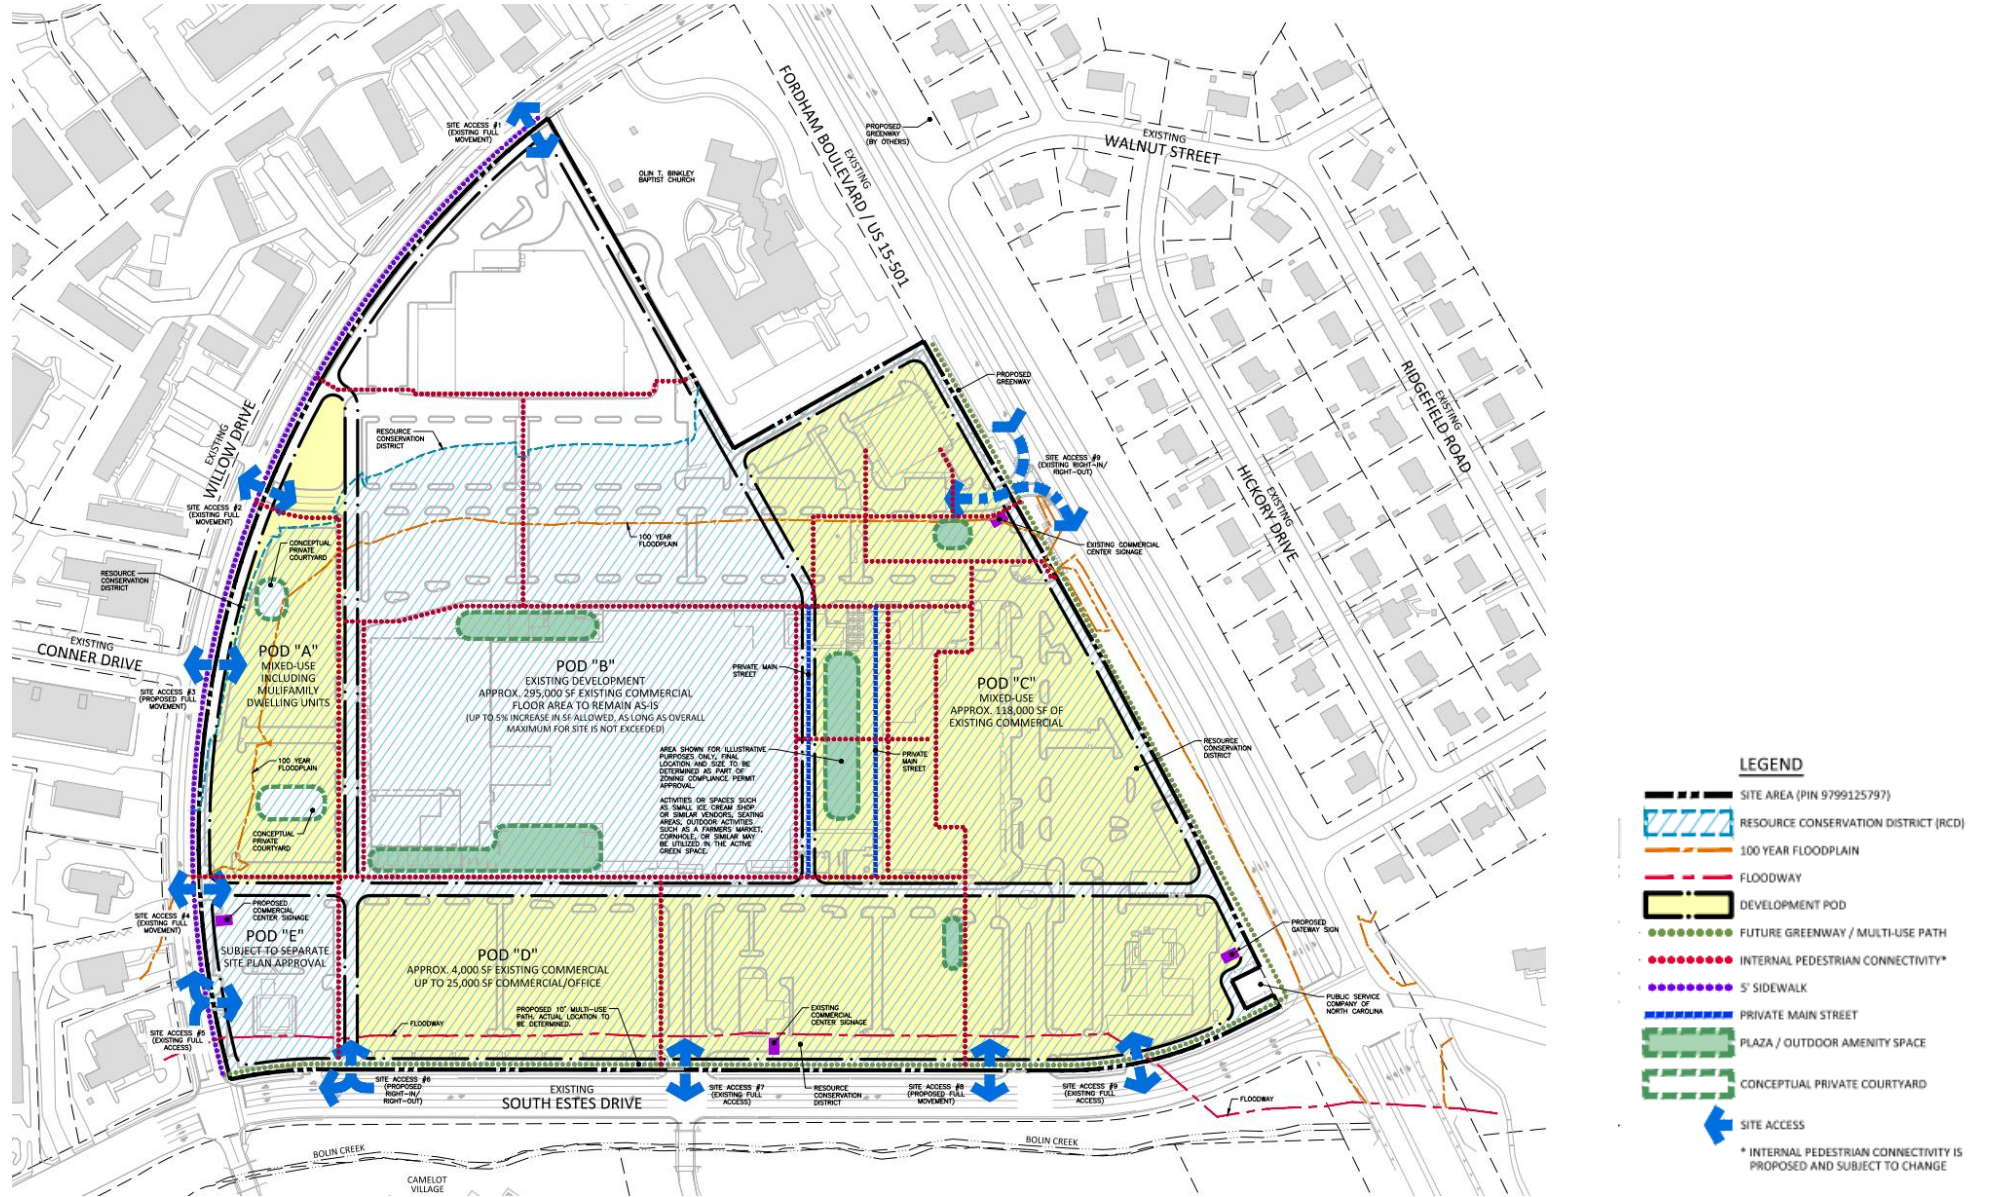 SITE ACCESS #1
(EXISTING FULL
MOVEMENT)
OLIN T. BINKLEY
BAPTIST CHURCH
EXISTING
FORDHAM BOULEVARD / US 15-501
PROPOSED
GREENWAY
(BY OTHERS)
EXISTING
WALNUT STREET
EXISTING
RIDGEFIELD ROAD
EXISTING
HICKORY DRIVE
PROPOSED
GREENWAY
SITE ACCESS #9
(EXISTING RIGHT-IN/
RIGHT-OUT)
EXISTING COMMERCIAL
CENTER SIGNAGE
EXISTING
WILLOW DRIVE
RESOURCE
CONSERVATION
DISTRICT
SITE ACCESS #2
(EXISTING FULL
MOVEMENT)
CONCEPTUAL
PRIVATE
COURTYARD
100 YEAR
FLOODPLAIN
RESOURCE
CONSERVATION
DISTRICT
EXISTING
CONNER DRIVE
SITE ACCESS #3
(PROPOSED FULL
MOVEMENT)
POD "A"
MIXED-USE
INCLUDING
MULIFAMILY
DWELLING UNITS
100 YEAR
FLOODPLAIN
CONCEPTUAL
PRIVATE
COURTYARD
POD "B"
EXISTING DEVELOPMENT
APPROX. 295,000 SF EXISTING COMMERCIAL
FLOOR AREA TO REMAIN AS-IS
(UP TO 5% INCREASE IN SF ALLOWED, AS LONG AS OVERALL
MAXIMUM FOR SITE IS NOT EXCEEDED)
AREA SHOWN FOR ILLUSTRATIVE
PURPOSES ONLY, FINAL
LOCATION AND SIZE TO BE
DETERMINED AS PART OF
ZONING COMPLIANCE PERMIT
APPROVAL.
ACTIVITIES OR SPACES SUCH
AS SMALL ICE CREAM SHOP
OR SIMILAR VENDORS, SEATING
AREAS, OUTDOOR ACTIVITIES
SUCH AS A FARMERS MARKET,
CORNHOLE, OR SIMILAR MAY
BE UTILIZED IN THE ACTIVE
GREEN SPACE.
PRIVATE MAIN
STREET
PRIVATE
MAIN
STREET
POD "C"
MIXED-USE
APPROX. 118,000 SF OF
EXISTING COMMERCIAL
RESOURCE
CONSERVATION
DISTRICT
SITE ACCESS #4
(EXISTING FULL
MOVEMENT)
PROPOSED
COMMERCIAL
CENTER SIGNAGE
POD "E"
SUBJECT TO SEPARATE
SITE PLAN APPROVAL
SITE ACCESS #5
(EXISTING FULL
ACCESS)
POD "D"
APPROX. 4,000 SF EXISTING COMMERCIAL
UP TO 25,000 SF COMMERCIAL/OFFICE
FLOODWAY
PROPOSED 10' MULTI-USE
PATH, ACTUAL LOCATION TO
BE DETERMINED.
EXISTING
COMMERCIAL
CENTER SIGNAGE
PROPOSED
GATEWAY SIGN
PUBLIC SERVICE
COMPANY OF
NORTH CAROLINA
SITE ACCESS #6
(PROPOSED
RIGHT-IN/
RIGHT-OUT)
EXISTING
SOUTH ESTES DRIVE
SITE ACCESS #7
(EXISTING FULL
ACCESS)
RESOURCE
CONSERVATION
DISTRICT
SITE ACCESS #8
(PROPOSED FULL
MOVEMENT)
SITE ACCESS #9
(EXISTING FULL
ACCESS)
FLOODWAY
BOLIN CREEK
BOLIN CREEK
CAMELOT
VILLAGE
LEGEND
SITE AREA (PIN 9799125797)
RESOURCE CONSERVATION DISTRICT (RCD)
100 YEAR FLOODPLAIN
FLOODWAY
DEVELOPMENT POD
FUTURE GREENWAY / MULTI-USE PATH
INTERNAL PEDESTRIAN CONNECTIVITY*
5' SIDEWALK
PRIVATE MAIN STREET
PLAZA / OUTDOOR AMENITY SPACE
CONCEPTUAL PRIVATE COURTYARD
SITE ACCESS
* INTERNAL PEDESTRIAN CONNECTIVITY IS
PROPOSED AND SUBJECT TO CHANGE